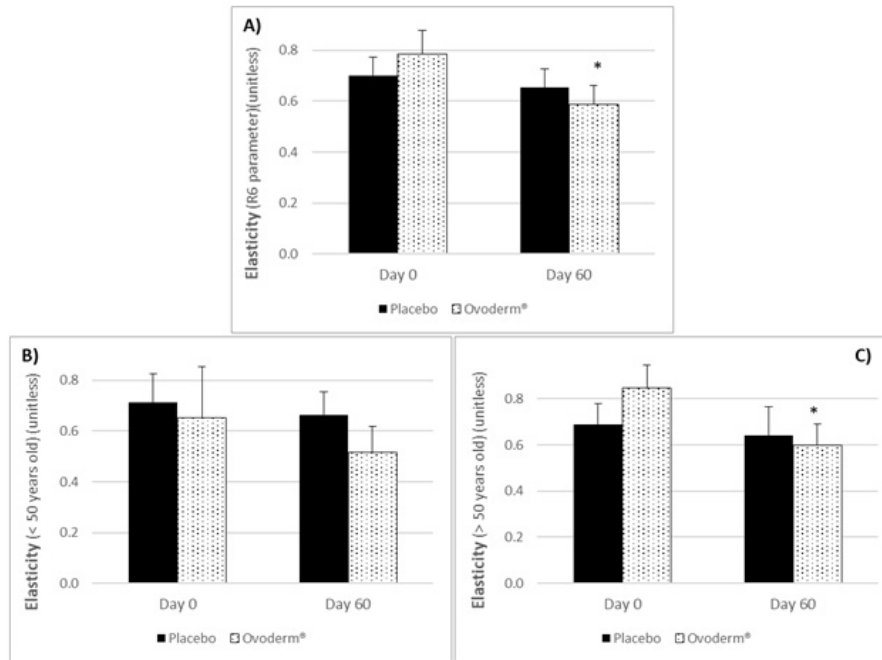 A)
Elasticity (R6 parameter)(unitless)
0.8
0.6
0.4
0.2
0.0
*
Day 0
Day 60
Placebo
Ovoderm®
B)
Elasticity (< 50 years old) (unitless)
0.8
0.6
0.4
0.2
0.0
Day 0
Day 60
Placebo
Ovoderm®
C)
Elasticity (> 50 years old) (unitless)
0.8
0.6
0.4
0.2
0.0
*
Day 0
Day 60
Placebo
Ovoderm®